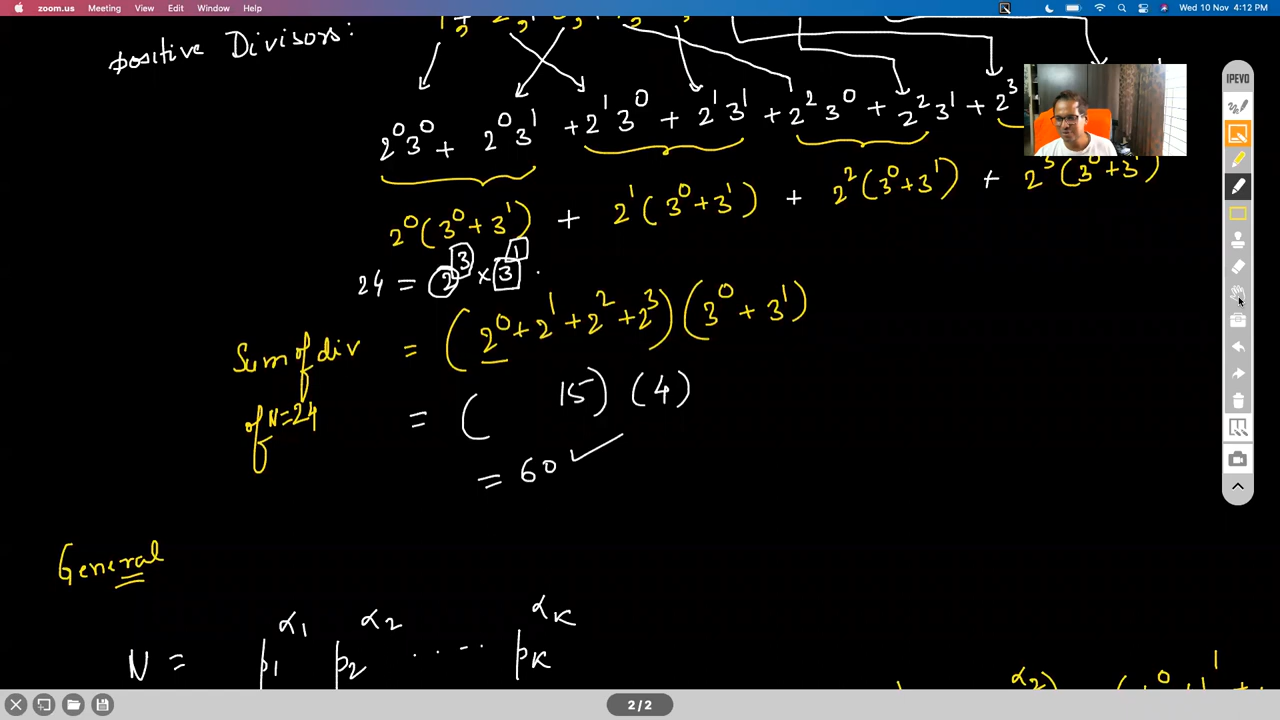 zoom.us Meeting View Edit Window Help Wed 10 Nov 4:12 PM
positive Divisors:
IPEVO
2⁰3⁰ + 2⁰3¹ + 2¹3⁰ + 2¹3¹ + 2²3⁰ + 2²3¹ + 2³
2⁰(3⁰+3¹) + 2¹(3⁰+3¹) + 2²(3⁰+3¹) + 2³(3⁰+3¹)
24 = 2³ × 3¹.
Sum of div = (2⁰+2¹+2²+2³)(3⁰+3¹)
of N=24 = ( 15) (4)
= 60 ✓
General
N = p₁^α₁ p₂^α₂ ..... pₖ^αₖ
2/2